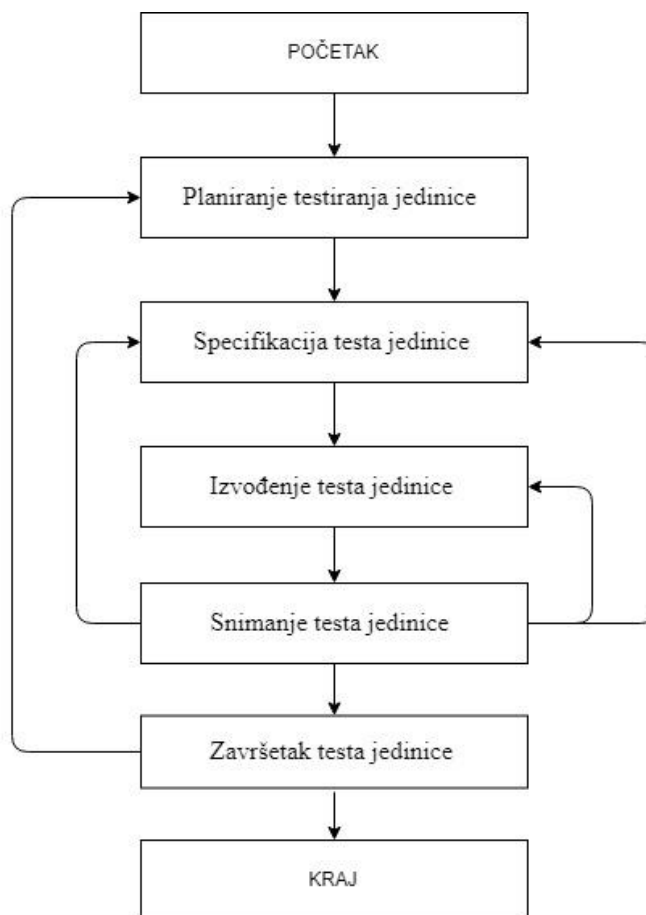 POČETAK
Planiranje testiranja jedinice
Specifikacija testa jedinice
Izvođenje testa jedinice
Snimanje testa jedinice
Završetak testa jedinice
KRAJ